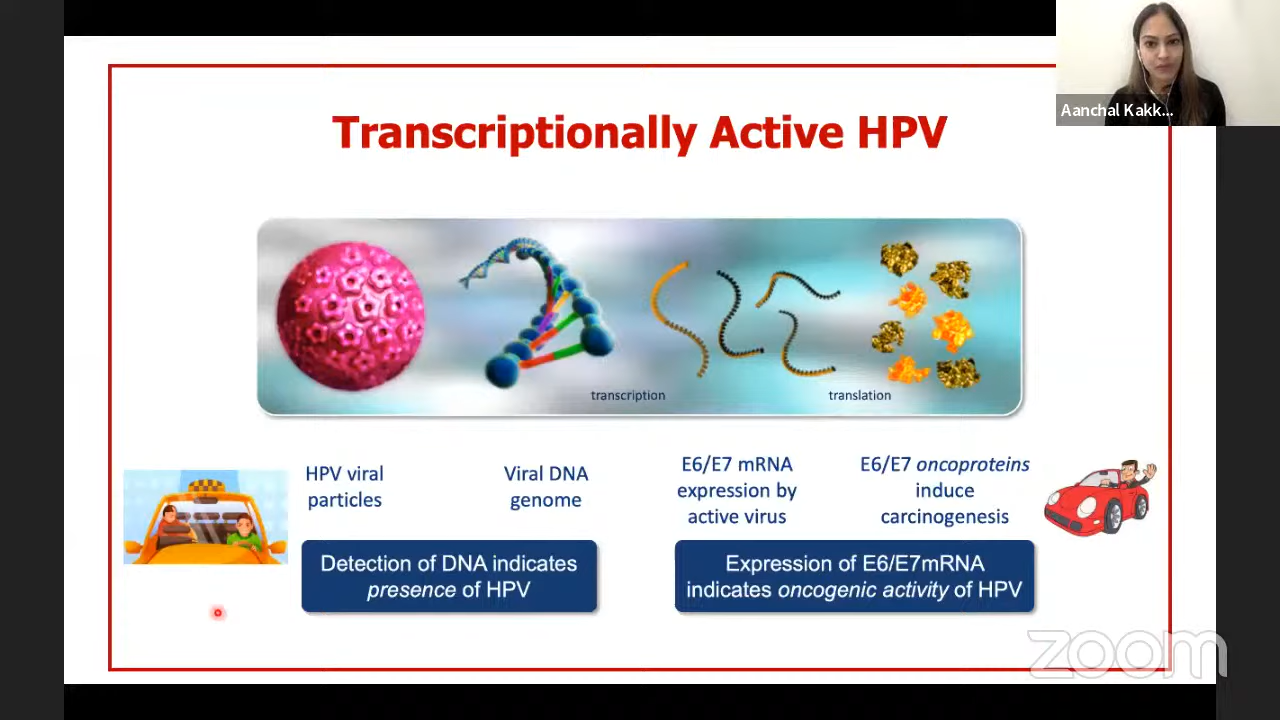 Aanchal Kakk...
Transcriptionally Active HPV
transcription
translation
HPV viral
particles
Viral DNA
genome
E6/E7 mRNA
expression by
active virus
E6/E7 oncoproteins
induce
carcinogenesis
Detection of DNA indicates
presence of HPV
Expression of E6/E7mRNA
indicates oncogenic activity of HPV
zoom